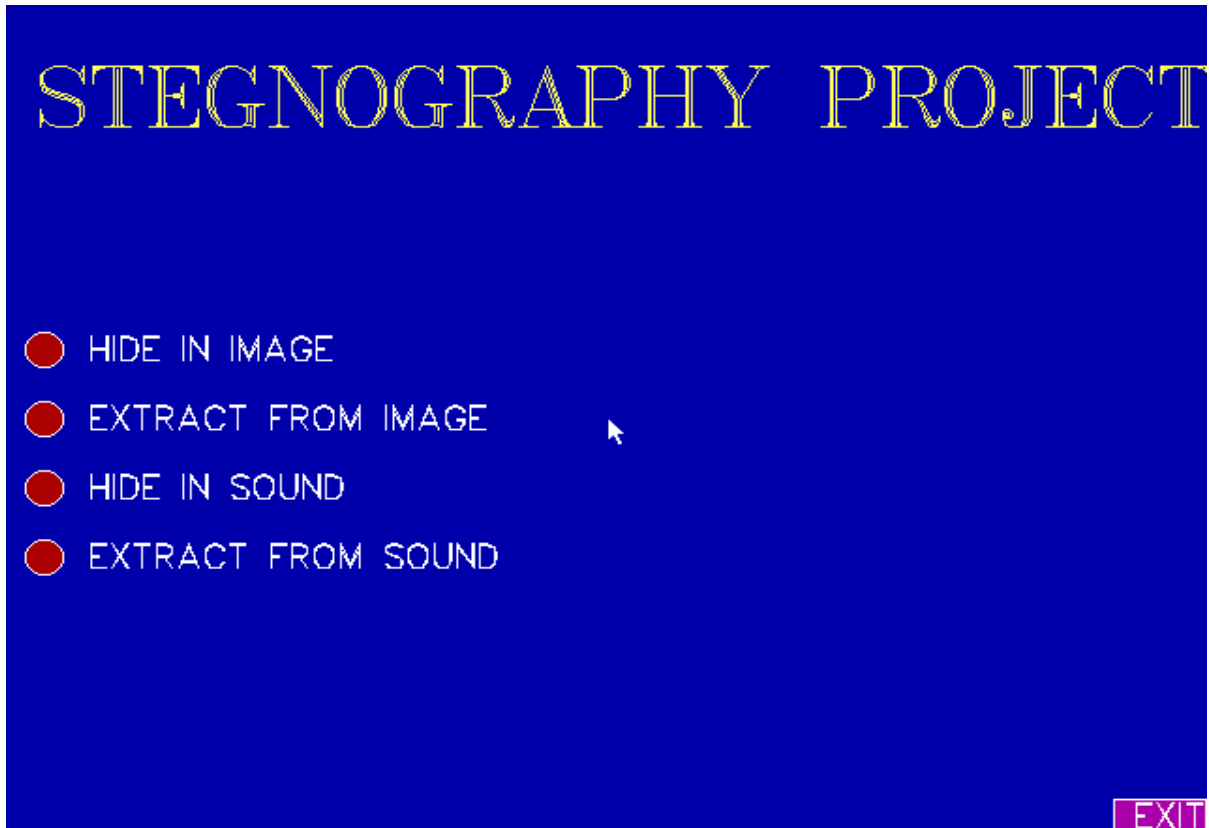 STEGNOGRAPHY PROJECT
HIDE IN IMAGE
EXTRACT FROM IMAGE
HIDE IN SOUND
EXTRACT FROM SOUND
EXIT